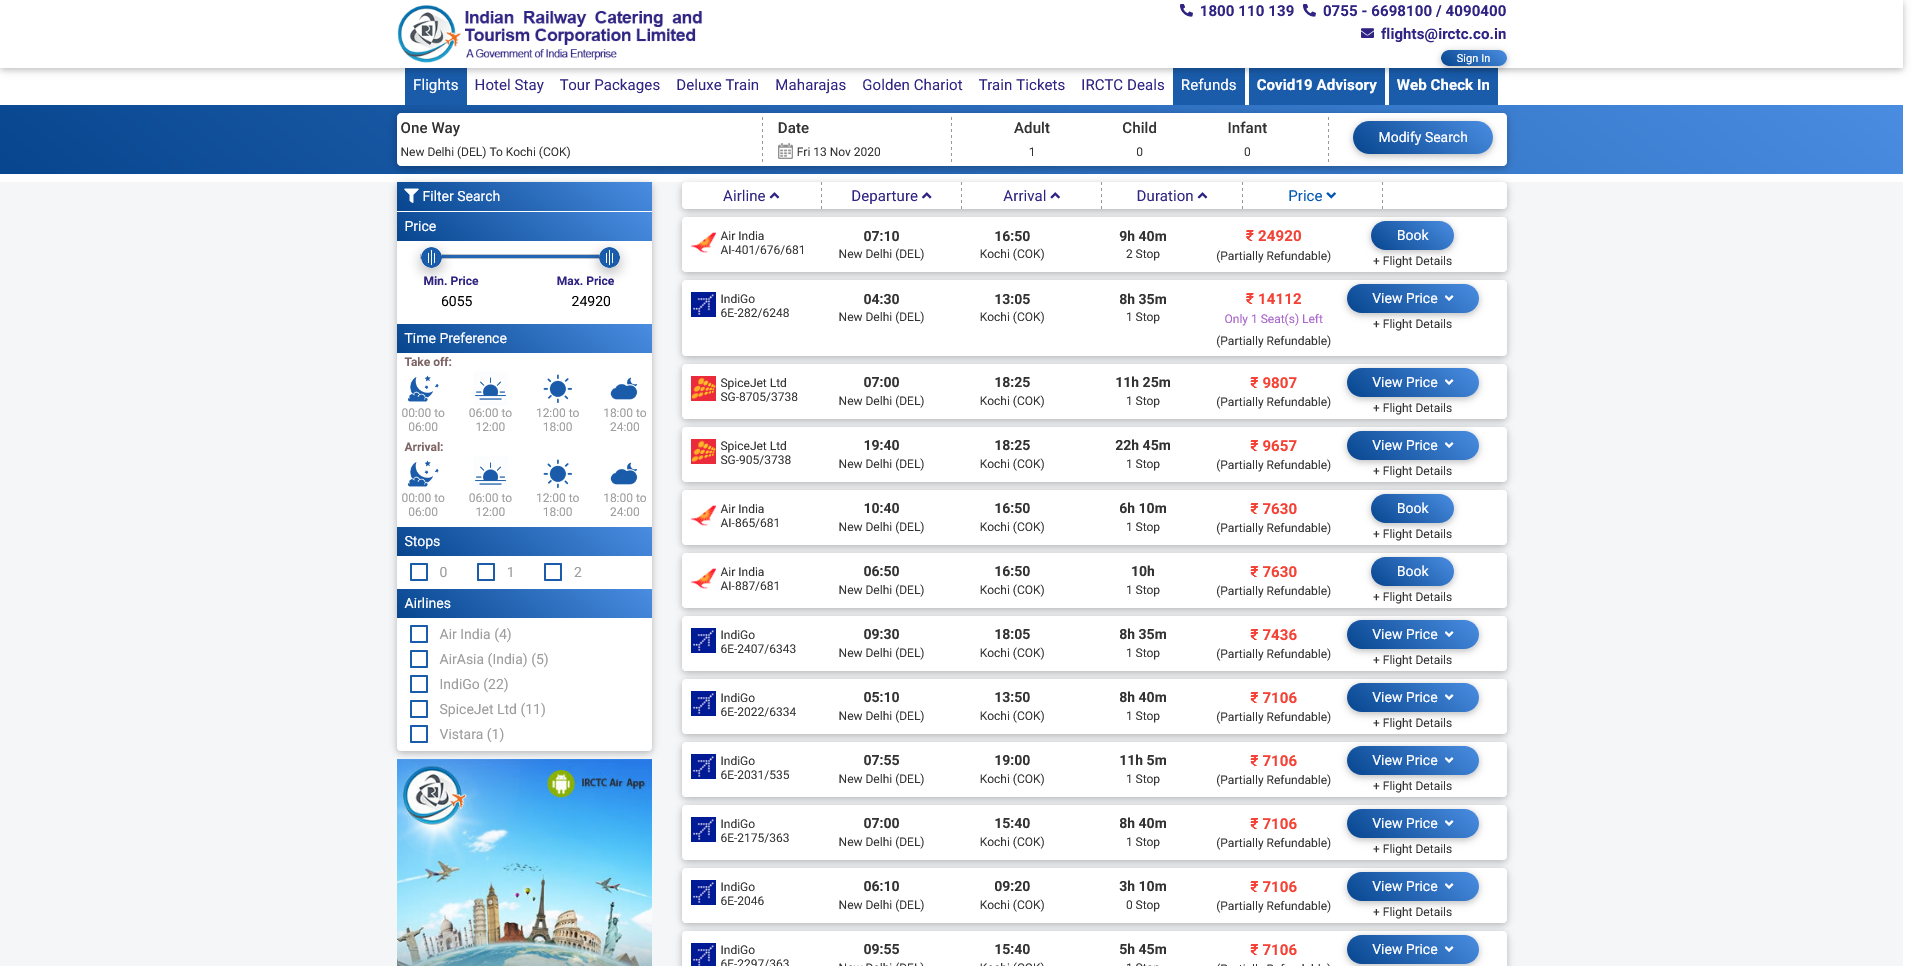 Indian Railway Catering and
Tourism Corporation Limited
A Government of India Enterprise
1800 110 139 0755 - 6698100 / 4090400
flights@irctc.co.in
Sign In
Flights Hotel Stay Tour Packages Deluxe Train Maharajas Golden Chariot Train Tickets IRCTC Deals Refunds Covid19 Advisory Web Check In
One Way Date Adult Child Infant
New Delhi (DEL) To Kochi (COK) Fri 13 Nov 2020 1 0 0
Modify Search
Filter Search
Price
Min. Price Max. Price
6055 24920
Time Preference
Take off:
00:00 to 06:00 to 12:00 to 18:00 to
06:00 12:00 18:00 24:00
Arrival:
00:00 to 06:00 to 12:00 to 18:00 to
06:00 12:00 18:00 24:00
Stops
0 1 2
Airlines
Air India (4)
AirAsia (India) (5)
IndiGo (22)
SpiceJet Ltd (11)
Vistara (1)
IRCTC Air App
Airline Departure Arrival Duration Price
Air India 07:10 16:50 9h 40m ₹ 24920 Book
AI-401/676/681 New Delhi (DEL) Kochi (COK) 2 Stop (Partially Refundable) + Flight Details
IndiGo 04:30 13:05 8h 35m ₹ 14112 View Price
6E-282/6248 New Delhi (DEL) Kochi (COK) 1 Stop Only 1 Seat(s) Left + Flight Details
(Partially Refundable)
SpiceJet Ltd 07:00 18:25 11h 25m ₹ 9807 View Price
SG-8705/3738 New Delhi (DEL) Kochi (COK) 1 Stop (Partially Refundable) + Flight Details
SpiceJet Ltd 19:40 18:25 22h 45m ₹ 9657 View Price
SG-905/3738 New Delhi (DEL) Kochi (COK) 1 Stop (Partially Refundable) + Flight Details
Air India 10:40 16:50 6h 10m ₹ 7630 Book
AI-865/681 New Delhi (DEL) Kochi (COK) 1 Stop (Partially Refundable) + Flight Details
Air India 06:50 16:50 10h ₹ 7630 Book
AI-887/681 New Delhi (DEL) Kochi (COK) 1 Stop (Partially Refundable) + Flight Details
IndiGo 09:30 18:05 8h 35m ₹ 7436 View Price
6E-2407/6343 New Delhi (DEL) Kochi (COK) 1 Stop (Partially Refundable) + Flight Details
IndiGo 05:10 13:50 8h 40m ₹ 7106 View Price
6E-2022/6334 New Delhi (DEL) Kochi (COK) 1 Stop (Partially Refundable) + Flight Details
IndiGo 07:55 19:00 11h 5m ₹ 7106 View Price
6E-2031/535 New Delhi (DEL) Kochi (COK) 1 Stop (Partially Refundable) + Flight Details
IndiGo 07:00 15:40 8h 40m ₹ 7106 View Price
6E-2175/363 New Delhi (DEL) Kochi (COK) 1 Stop (Partially Refundable) + Flight Details
IndiGo 06:10 09:20 3h 10m ₹ 7106 View Price
6E-2046 New Delhi (DEL) Kochi (COK) 0 Stop (Partially Refundable) + Flight Details
IndiGo 09:55 15:40 5h 45m ₹ 7106 View Price
6E-2297/363